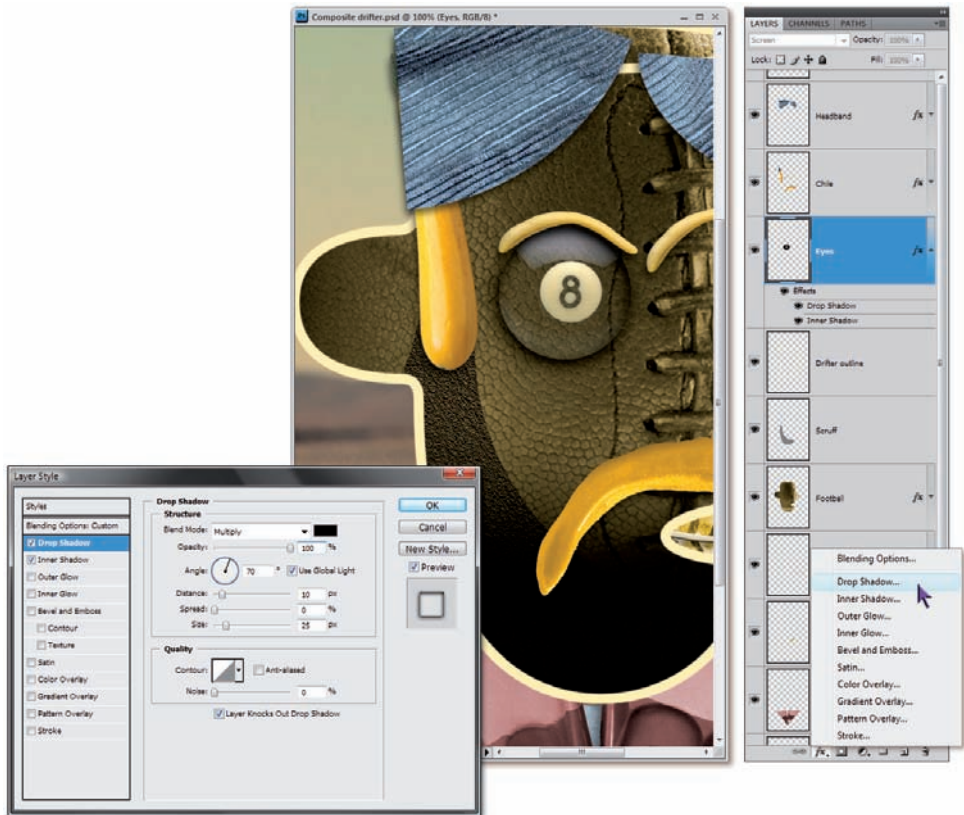 Composite drifter.psd @ 100% (Eyes, RGB/8) *
8
LAYERS CHANNELS PATHS
Screen Opacity: 100%
Lock: Fill: 100%
Headband fx
Chile fx
Eyes fx
Effects
Drop Shadow
Inner Shadow
Drifter outline
Scruff
Football fx
Blending Options...
Drop Shadow...
Inner Shadow...
Outer Glow...
Inner Glow...
Bevel and Emboss...
Satin...
Color Overlay...
Gradient Overlay...
Pattern Overlay...
Stroke...
fx
Layer Style
Styles
Blending Options: Custom
Drop Shadow
Inner Shadow
Outer Glow
Inner Glow
Bevel and Emboss
Contour
Texture
Satin
Color Overlay
Gradient Overlay
Pattern Overlay
Stroke
Drop Shadow
Structure
Blend Mode: Multiply
Opacity: 100 %
Angle: 70 ° Use Global Light
Distance: 10 px
Spread: 0 %
Size: 25 px
Quality
Contour: Anti-aliased
Noise: 0 %
Layer Knocks Out Drop Shadow
OK
Cancel
New Style...
Preview